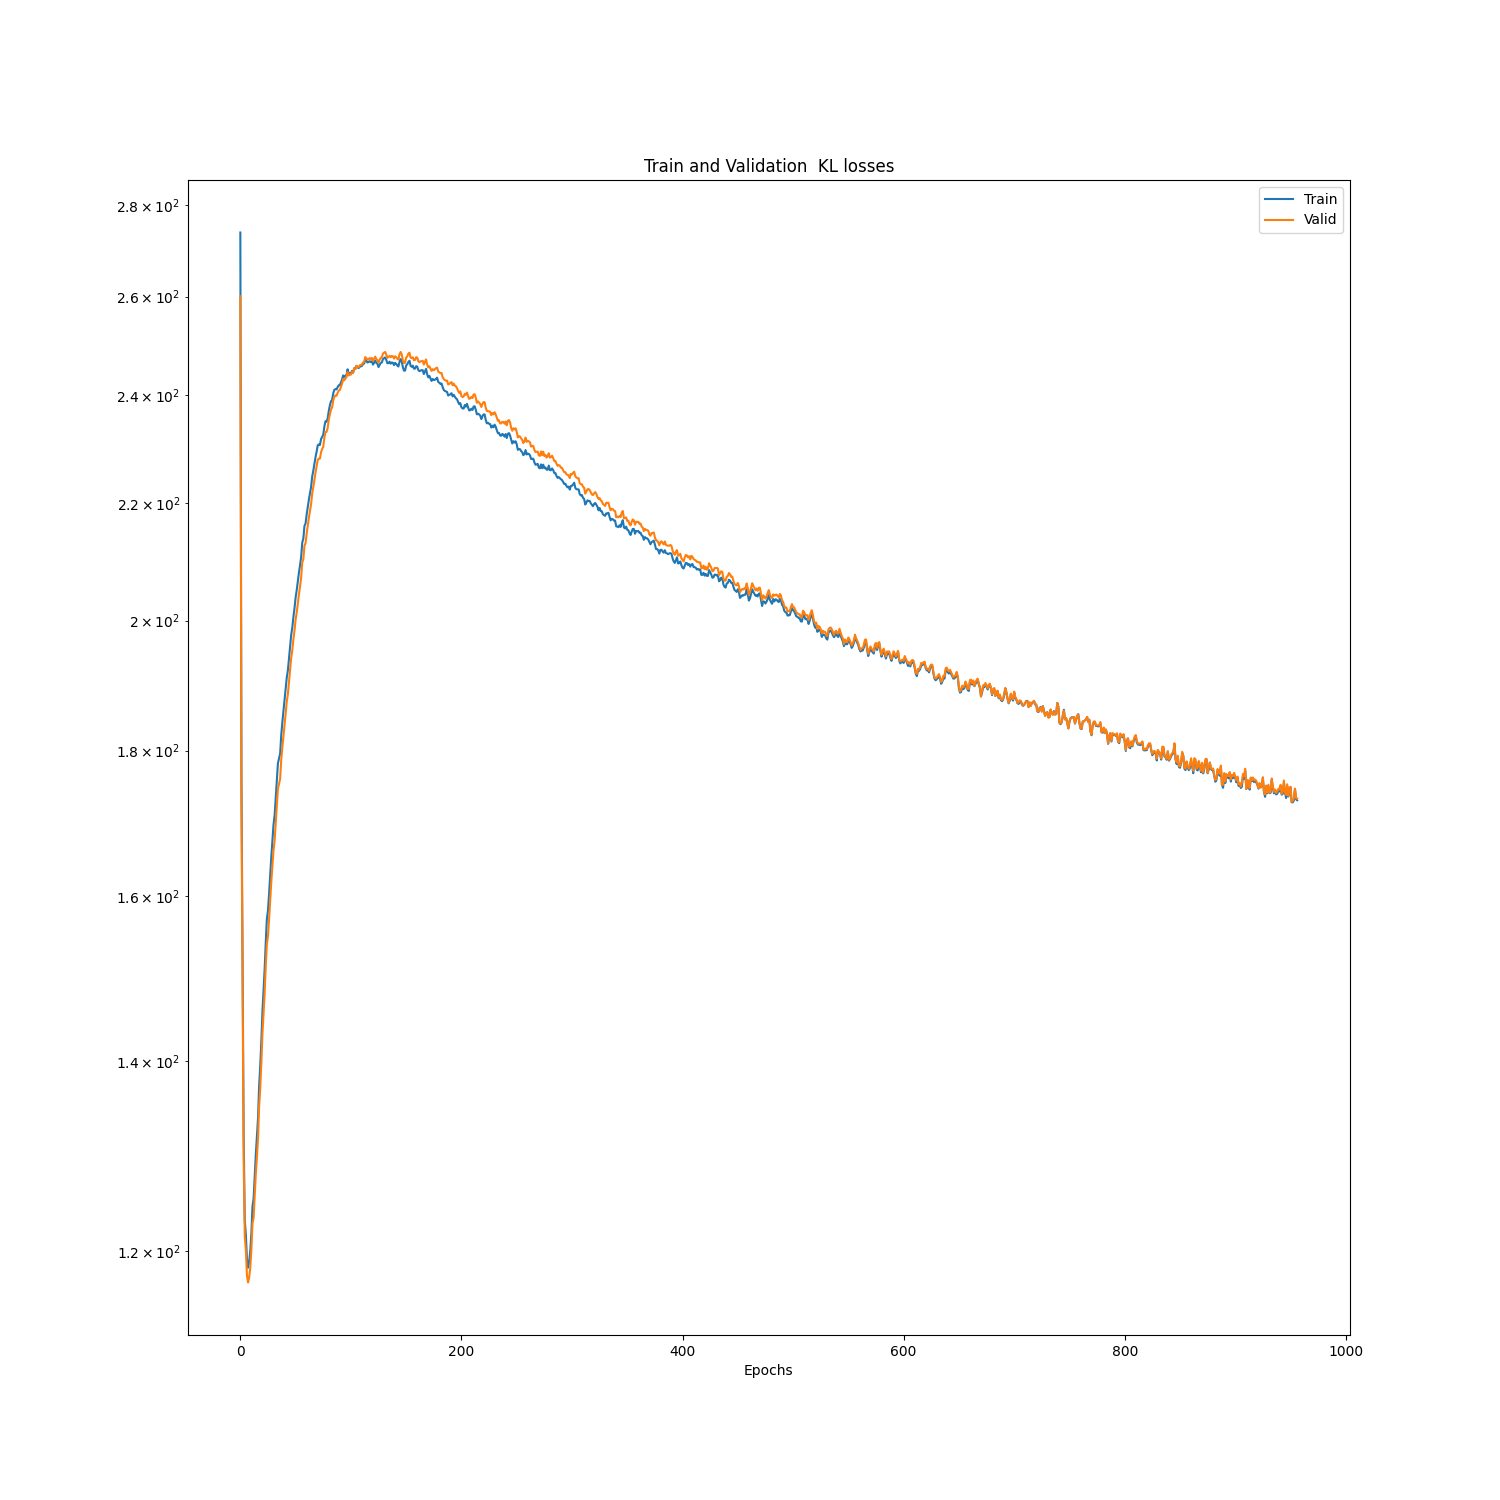 Train and Validation  KL losses
Train
Valid
2.8 × 10²
2.6 × 10²
2.4 × 10²
2.2 × 10²
2 × 10²
1.8 × 10²
1.6 × 10²
1.4 × 10²
1.2 × 10²
0 200 400 600 800 1000
Epochs